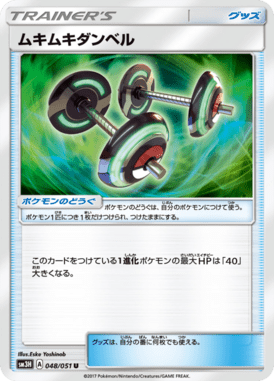 TRAINER'S グッズ
ムキムキダンベル
ポケモンのどうぐ
ポケモンのどうぐは、自分のポケモンにつけて使う。
ポケモン1匹につき1枚だけつけられ、つけたままにする。
このカードをつけている1進化ポケモンの最大HPは「40」
大きくなる。
グッズは、自分の番に何枚でも使える。
Illus.Eske Yoshinob
SM3N A 048/051 U
©2017 Pokémon/Nintendo/Creatures/GAME FREAK.